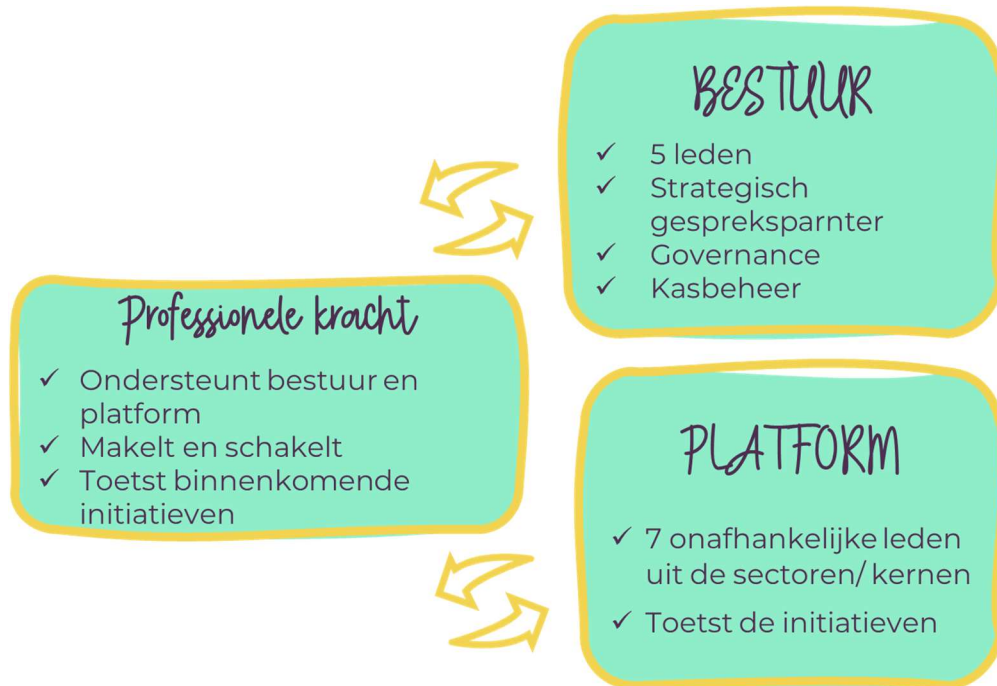 BESTUUR
✓ 5 leden
✓ Strategisch
gespreksparnter
✓ Governance
✓ Kasbeheer
Professionele kracht
✓ Ondersteunt bestuur en
platform
✓ Makelt en schakelt
✓ Toetst binnenkomende
initiatieven
PLATFORM
✓ 7 onafhankelijke leden
uit de sectoren/ kernen
✓ Toetst de initiatieven